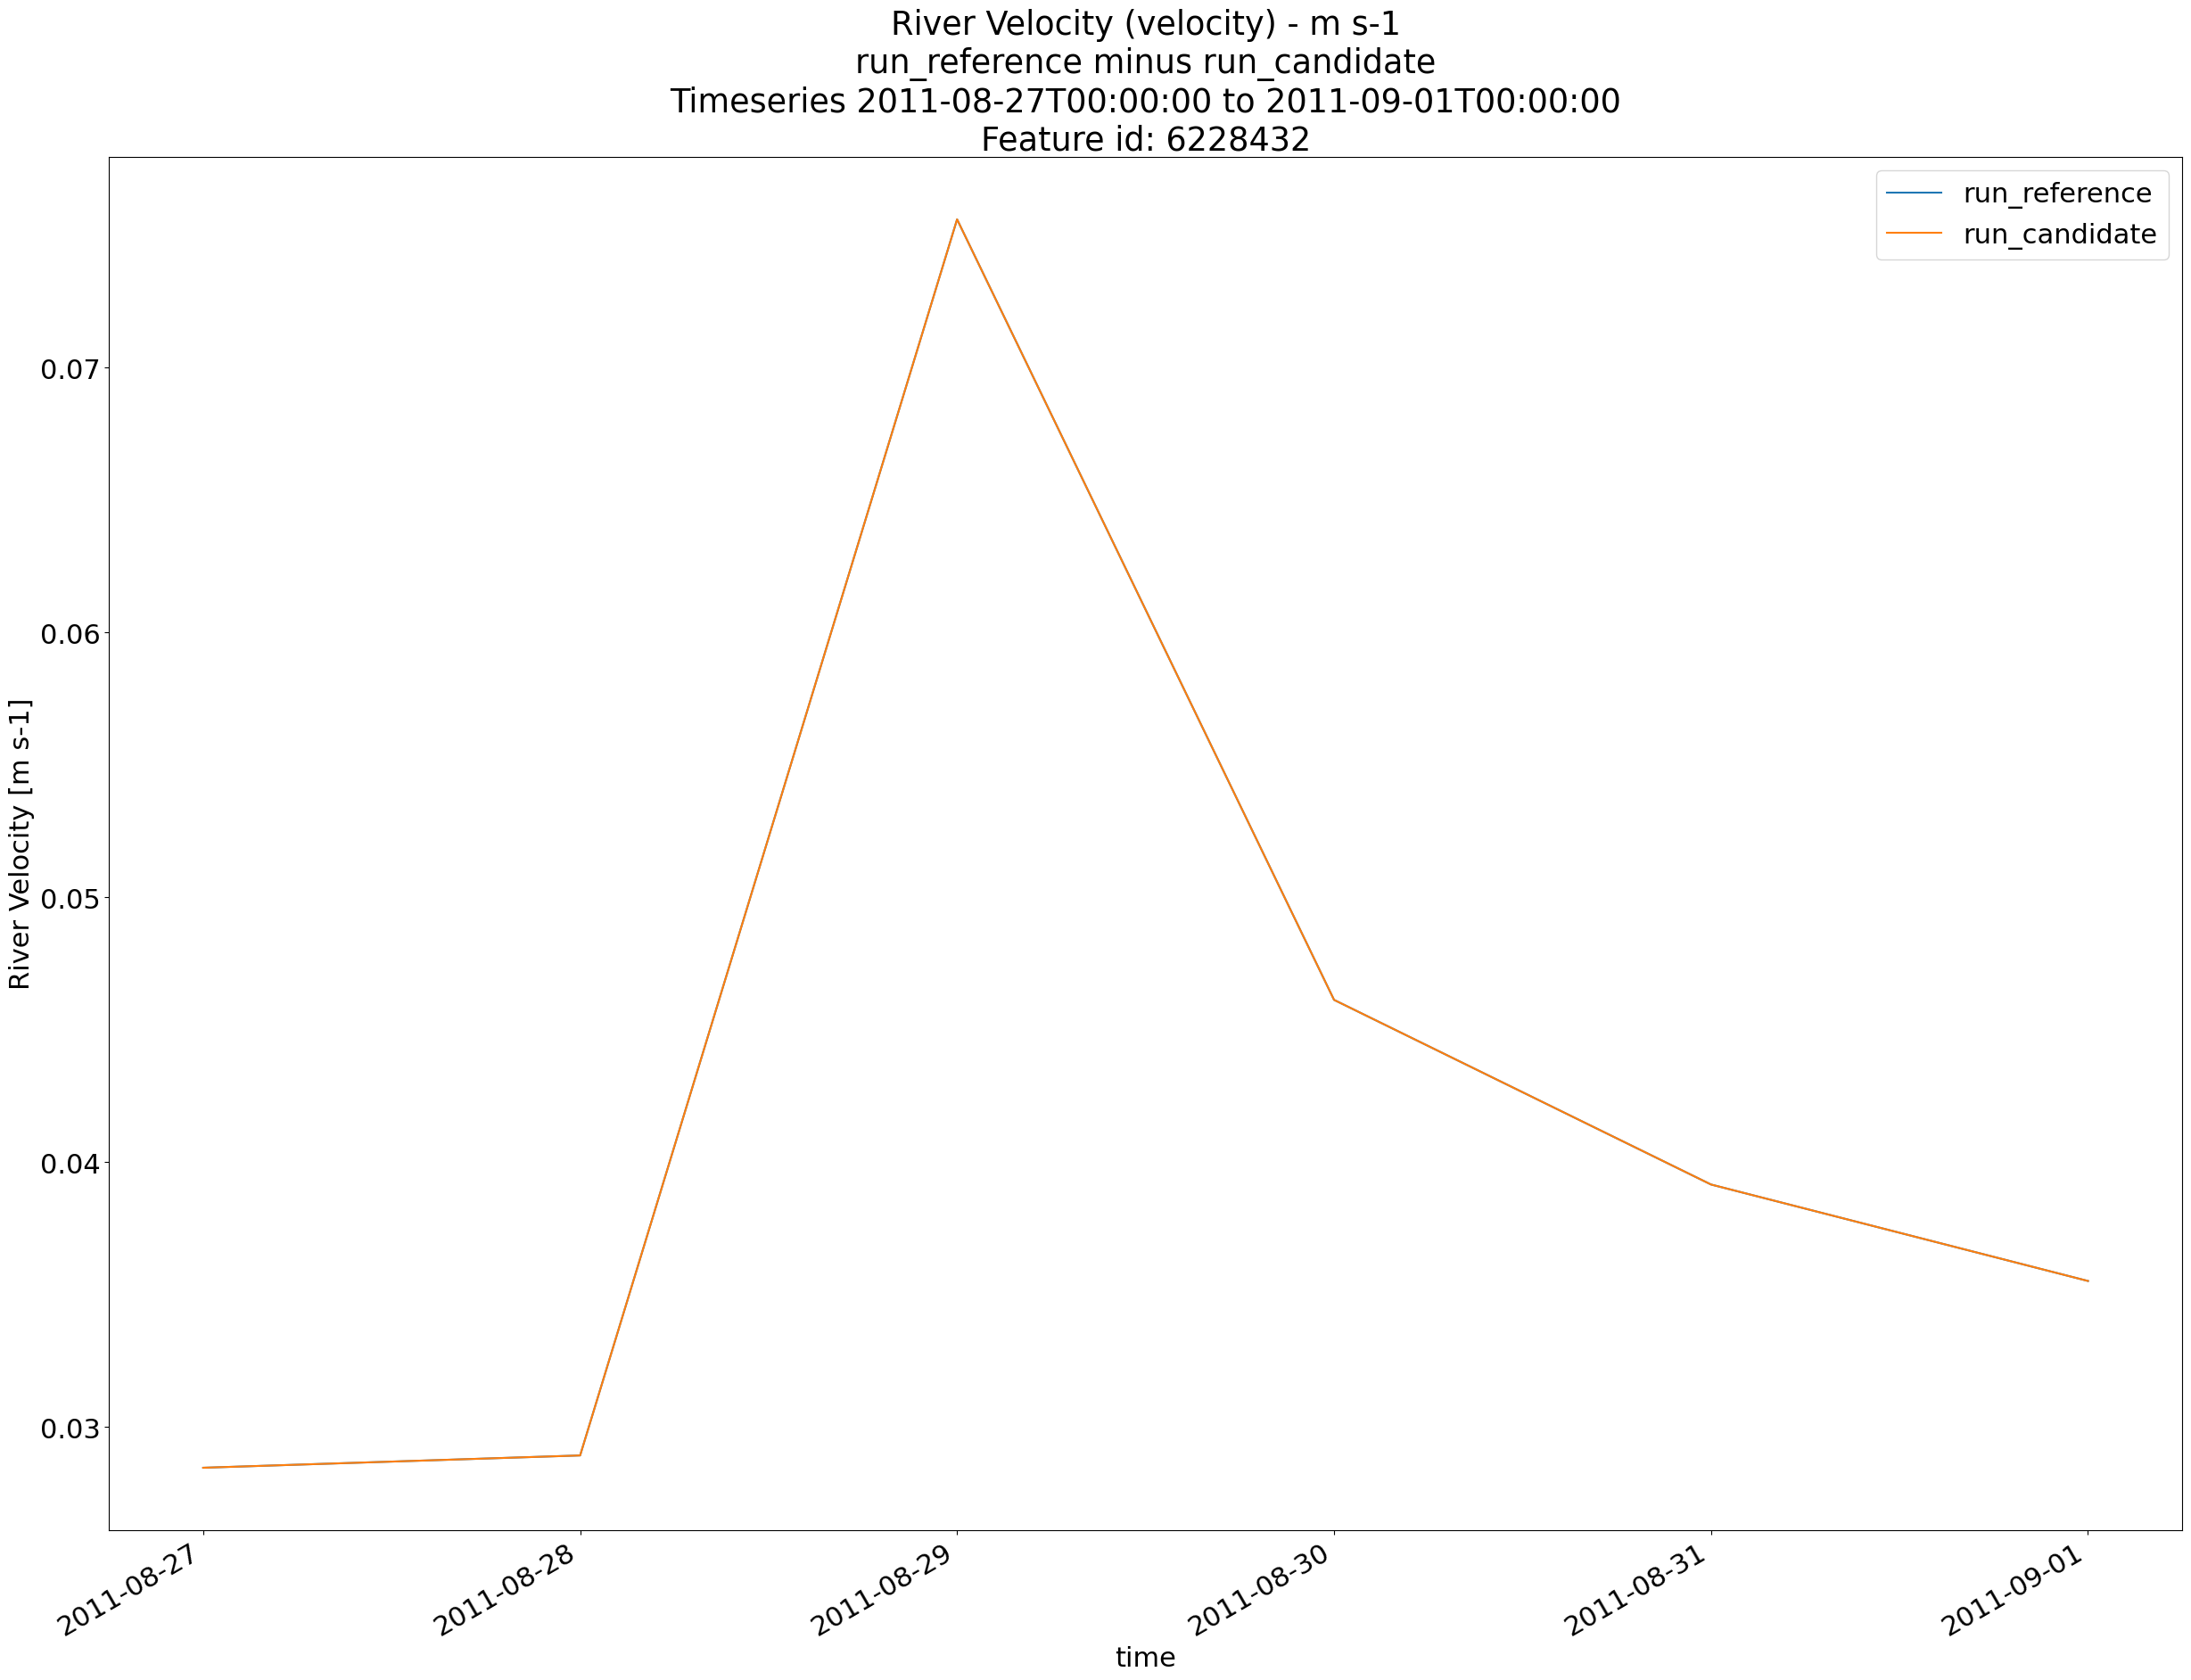 River Velocity (velocity) - m s-1
run_reference minus run_candidate
Timeseries 2011-08-27T00:00:00 to 2011-09-01T00:00:00
Feature id: 6228432
run_reference
run_candidate
River Velocity [m s-1]
0.07
0.06
0.05
0.04
0.03
2011-08-27
2011-08-28
2011-08-29
2011-08-30
2011-08-31
2011-09-01
time